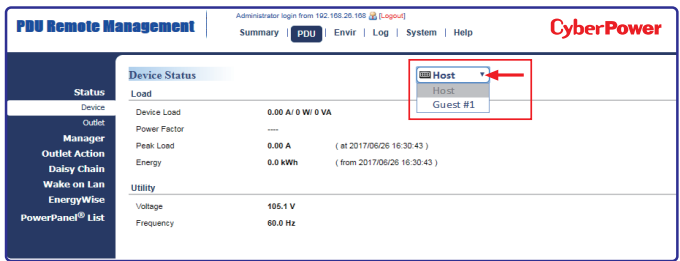 Administrator login from 192.168.26.168 [Logout]
PDU Remote Management
Summary | PDU | Envir | Log | System | Help
CyberPower
Device Status
Host
Host
Guest #1
Status
Device
Outlet
Manager
Outlet Action
Daisy Chain
Wake on Lan
EnergyWise
PowerPanel® List
Load
Device Load 0.00 A/ 0 W/ 0 VA
Power Factor ----
Peak Load 0.00 A ( at 2017/06/26 16:30:43 )
Energy 0.0 kWh ( from 2017/06/26 16:30:43 )
Utility
Voltage 105.1 V
Frequency 60.0 Hz